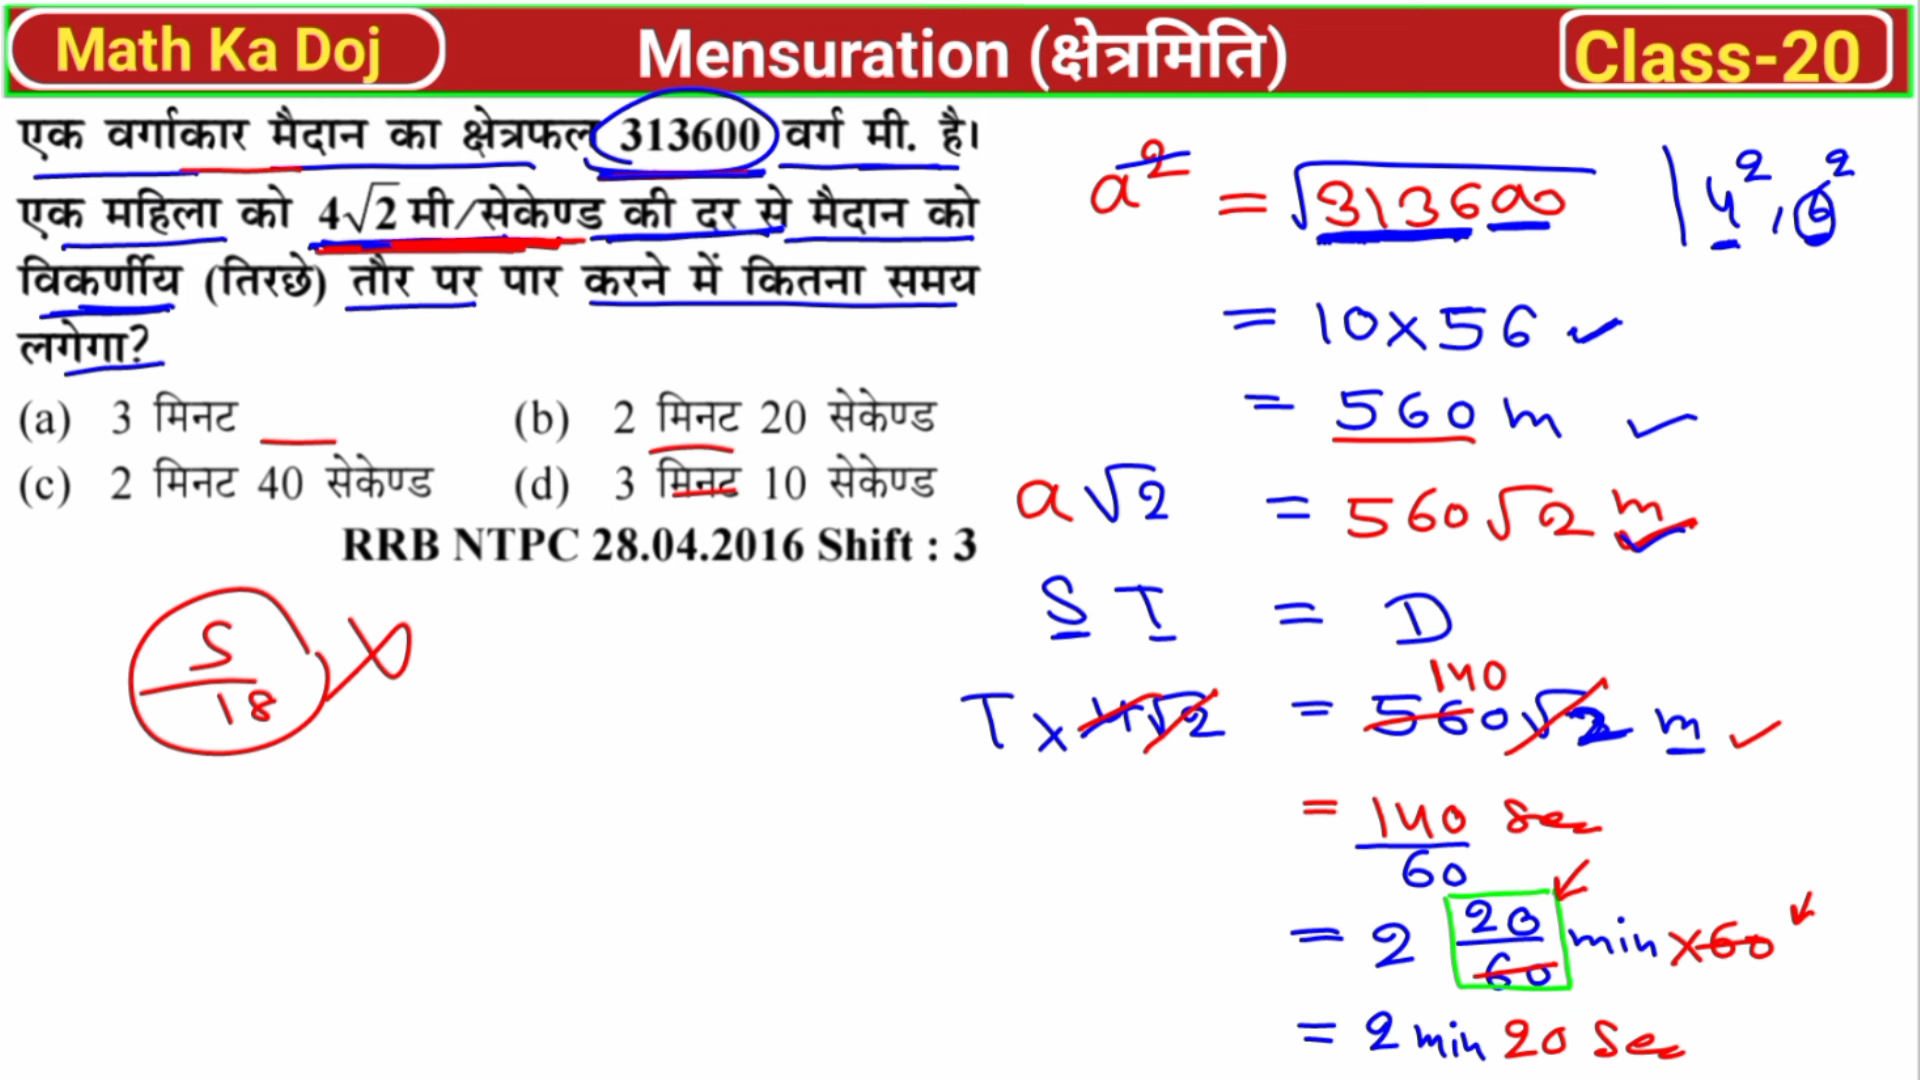 Math Ka Doj
Mensuration (क्षेत्रमिति)
Class-20
एक वर्गाकार मैदान का क्षेत्रफल 313600 वर्ग मी. है।
एक महिला को 4√2 मी/सेकेण्ड की दर से मैदान को
विकर्णीय (तिरछे) तौर पर पार करने में कितना समय
लगेगा?
(a) 3 मिनट
(b) 2 मिनट 20 सेकेण्ड
(c) 2 मिनट 40 सेकेण्ड
(d) 3 मिनट 10 सेकेण्ड
RRB NTPC 28.04.2016 Shift : 3
5/18
a² = √313600
4², 6²
= 10×56
= 560 m
a√2 = 560√2 m
S T = D
140
T × 4√2 = 560√2 m
= 140/60 sec
= 2 20/60 min ×60
= 2 min 20 Sec